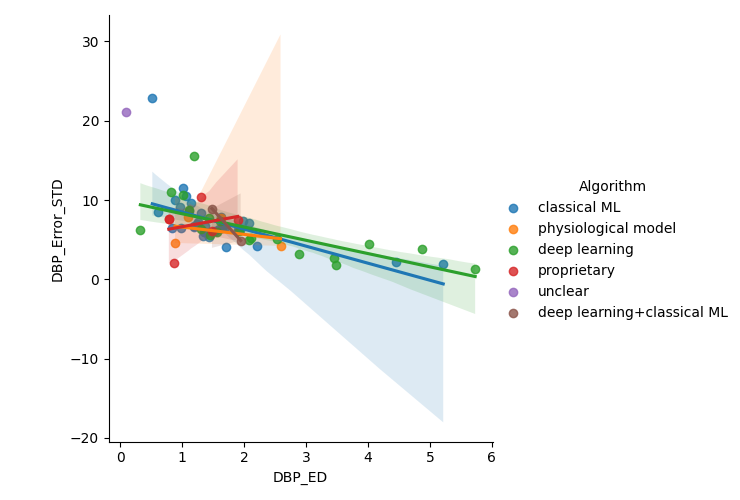 30
20
10
0
−10
−20
DBP_Error_STD
0 1 2 3 4 5 6
DBP_ED
Algorithm
classical ML
physiological model
deep learning
proprietary
unclear
deep learning+classical ML